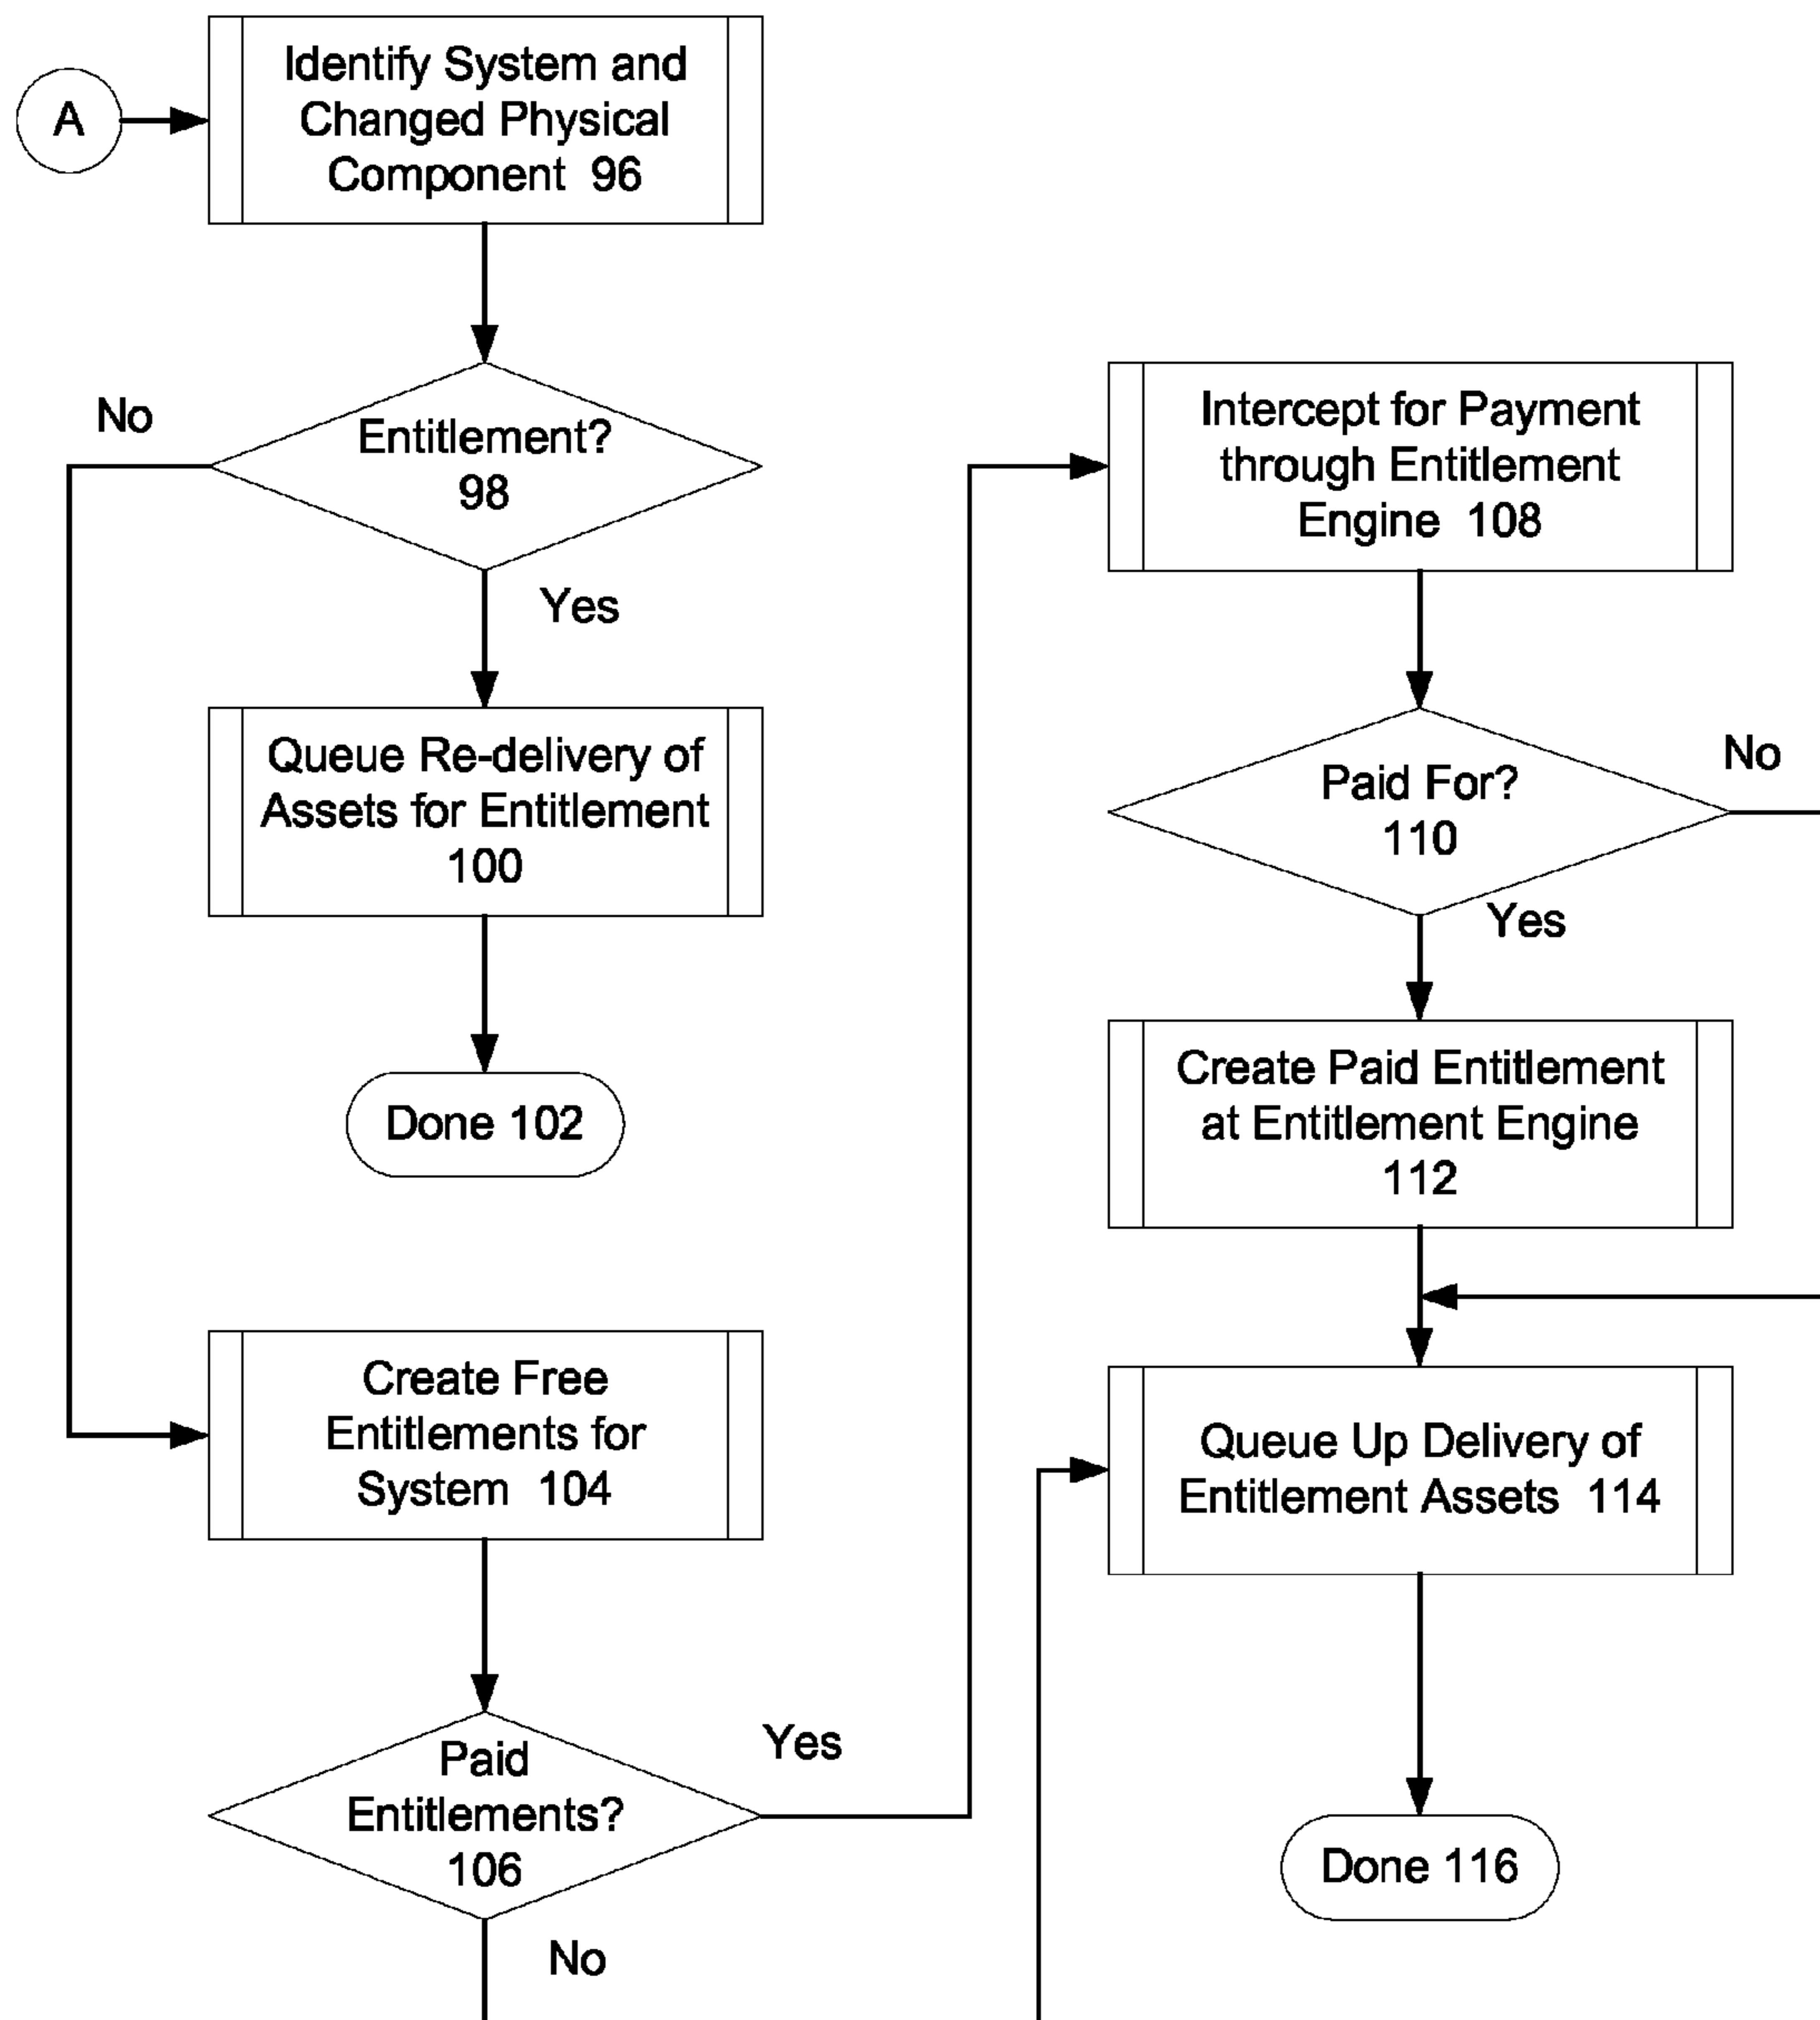 A
Identify System and
Changed Physical
Component 96
No
Entitlement?
98
Yes
Queue Re-delivery of
Assets for Entitlement
100
Done 102
Create Free
Entitlements for
System 104
Paid
Entitlements?
106
Yes
No
Intercept for Payment
through Entitlement
Engine 108
Paid For?
110
No
Yes
Create Paid Entitlement
at Entitlement Engine
112
Queue Up Delivery of
Entitlement Assets 114
Done 116